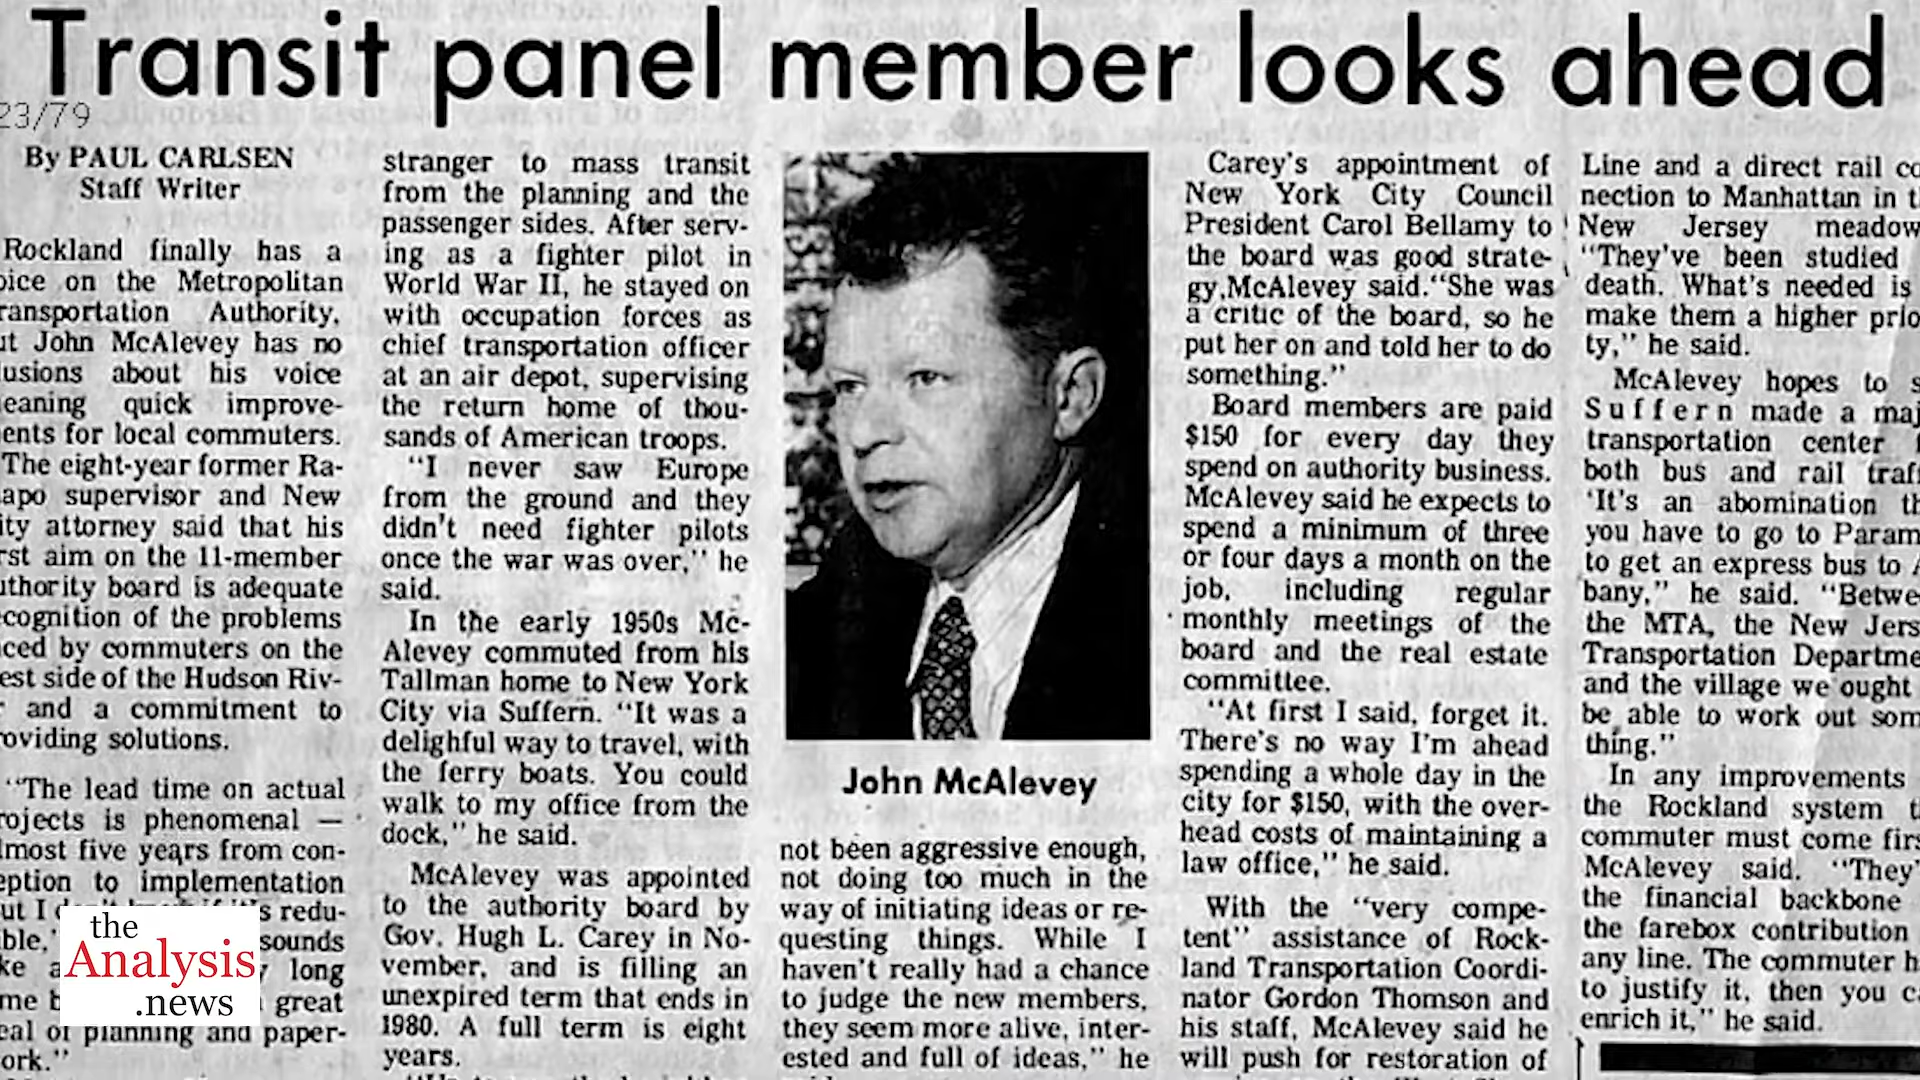 Transit panel member looks ahead
23/79
By PAUL CARLSEN
Staff Writer
Rockland finally has a
oice on the Metropolitan
ransportation Authority,
ut John McAlevey has no
lusions about his voice
eaning quick improve-
ents for local commuters.
The eight-year former Ra-
apo supervisor and New
ity attorney said that his
rst aim on the 11-member
uthority board is adequate
ecognition of the problems
ced by commuters on the
est side of the Hudson Riv-
r and a commitment to
roviding solutions.
"The lead time on actual
rojects is phenomenal —
lmost five years from con-
eption to implementation
ut I redu-
ible," sounds
ke a long
me b great
eal of planning and paper-
ork."
stranger to mass transit
from the planning and the
passenger sides. After serv-
ing as a fighter pilot in
World War II, he stayed on
with occupation forces as
chief transportation officer
at an air depot, supervising
the return home of thou-
sands of American troops.
"I never saw Europe
from the ground and they
didn't need fighter pilots
once the war was over," he
said.
In the early 1950s Mc-
Alevey commuted from his
Tallman home to New York
City via Suffern. "It was a
delighful way to travel, with
the ferry boats. You could
walk to my office from the
dock," he said.
McAlevey was appointed
to the authority board by
Gov. Hugh L. Carey in No-
vember, and is filling an
unexpired term that ends in
1980. A full term is eight
years.
John McAlevey
not been aggressive enough,
not doing too much in the
way of initiating ideas or re-
questing things. While I
haven't really had a chance
to judge the new members,
they seem more alive, inter-
ested and full of ideas," he
Carey's appointment of
New York City Council
President Carol Bellamy to
the board was good strate-
gy,McAlevey said."She was
a critic of the board, so he
put her on and told her to do
something."
Board members are paid
$150 for every day they
spend on authority business.
McAlevey said he expects to
spend a minimum of three
or four days a month on the
job, including regular
monthly meetings of the
board and the real estate
committee.
"At first I said, forget it.
There's no way I'm ahead
spending a whole day in the
city for $150, with the over-
head costs of maintaining a
law office," he said.
With the "very compe-
tent" assistance of Rock-
land Transportation Coordi-
nator Gordon Thomson and
his staff, McAlevey said he
will push for restoration of
Line and a direct rail co
nection to Manhattan in t
New Jersey meadow
"They've been studied
death. What's needed is
make them a higher prio
ty," he said.
McAlevey hopes to s
Suffern made a maj
transportation center f
both bus and rail traff
'It's an abomination th
you have to go to Param
to get an express bus to A
bany," he said. "Betwe
the MTA, the New Jers
Transportation Departme
and the village we ought
be able to work out som
thing."
In any improvements
the Rockland system t
commuter must come firs
McAlevey said. "They'
the financial backbone
the farebox contribution
any line. The commuter h
to justify it, then you c
enrich it," he said.
the
Analysis
.news